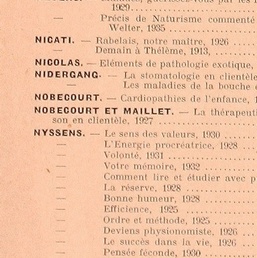 1929
— Précis de Naturisme commenté
Welter, 1935
NICATI. — Rabelais, notre maître, 1926
— Demain à Thélème, 1913,
NICOLAS. — Eléments de pathologie exotique,
NIDERGANG. — La stomatologie en clientèle
— Les maladies de la bouche
NOBECOURT. — Cardiopathies de l'enfance, 1
NOBECOURT ET MAILLET. — La thérapeuti
son en clientèle, 1927
NYSSENS. — Le sens des valeurs, 1930
— L'Energie procréatrice, 1928
— Volonté, 1931
— Votre mémoire, 1932
— Comment lire et étudier avec p
— La réserve, 1928
— Bonne humeur, 1928
— Efficience, 1925
— Ordre et méthode, 1925
— Deviens physionomiste, 1926
— Le succès dans la vie, 1926
— Pensée féconde, 1930